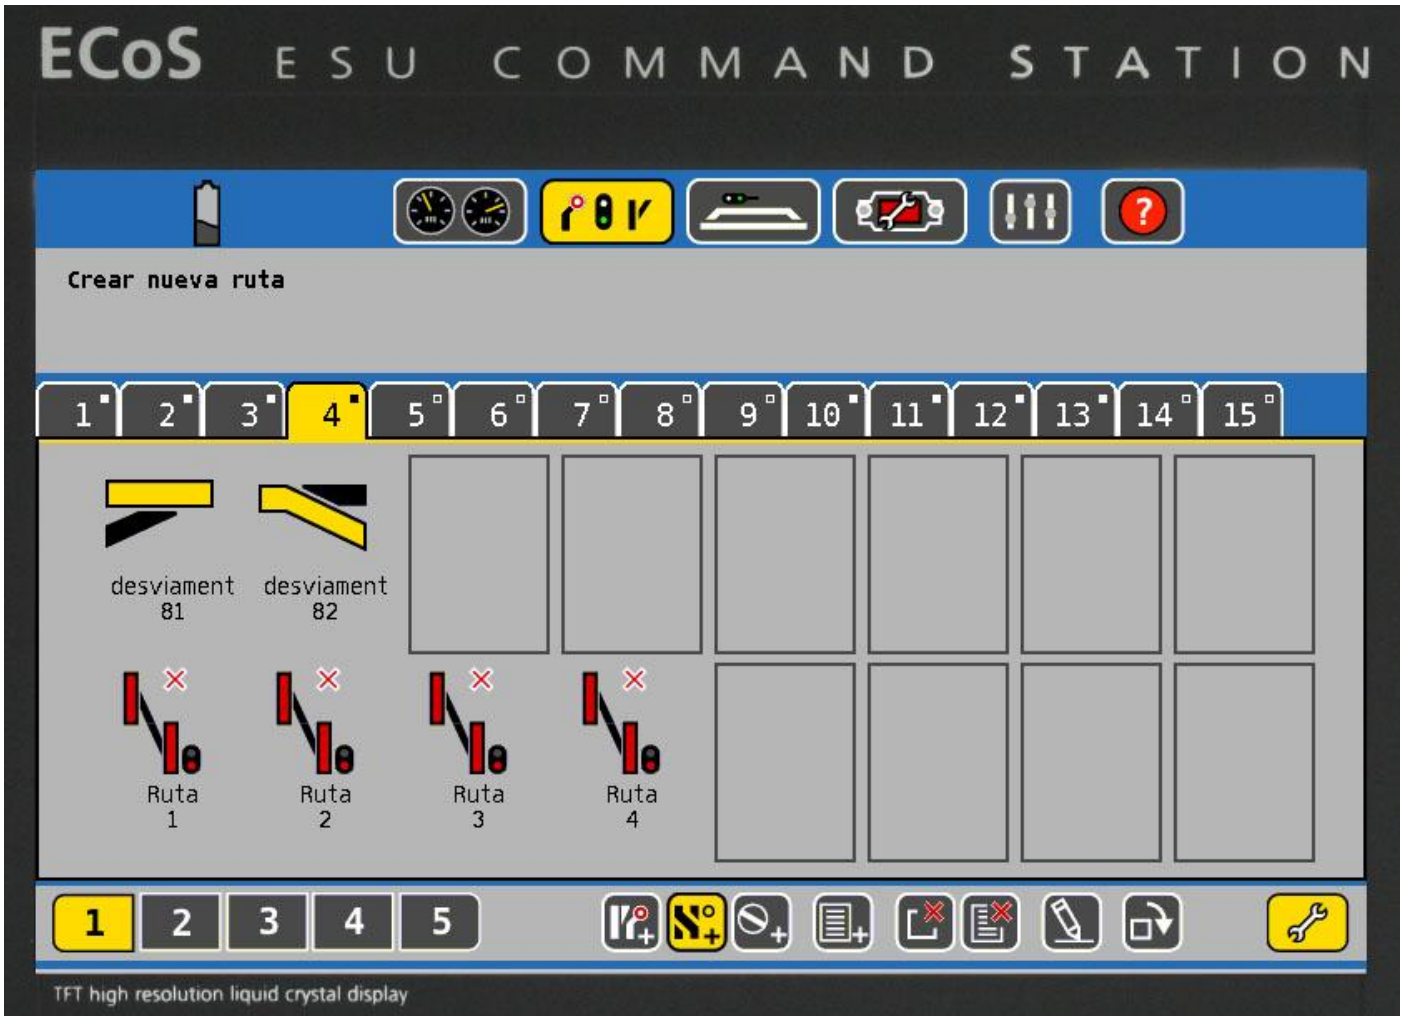 ECoS ESU COMMAND STATION
?
Crear nueva ruta
1 2 3 4 5 6 7 8 9 10 11 12 13 14 15
desviament desviament
81 82
Ruta Ruta Ruta Ruta
1 2 3 4
1 2 3 4 5
TFT high resolution liquid crystal display